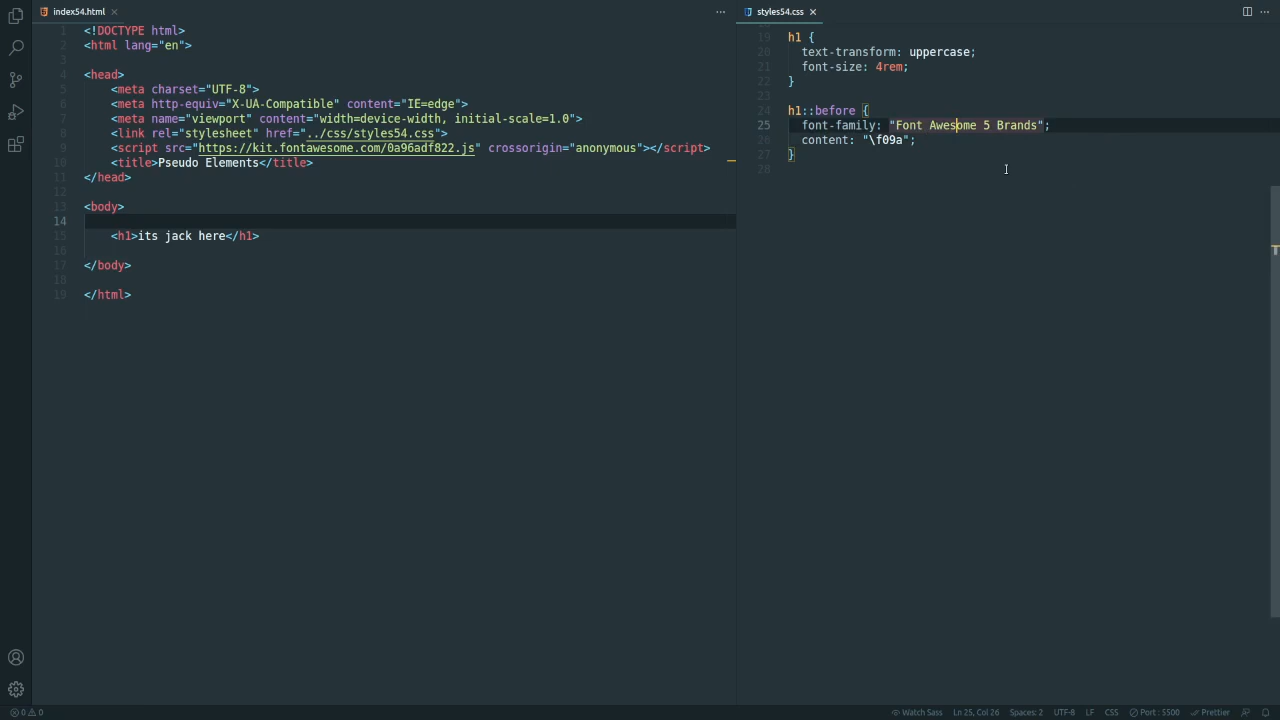 index54.html
1 <!DOCTYPE html>
2 <html lang="en">
3
4 <head>
5 <meta charset="UTF-8">
6 <meta http-equiv="X-UA-Compatible" content="IE=edge">
7 <meta name="viewport" content="width=device-width, initial-scale=1.0">
8 <link rel="stylesheet" href="../css/styles54.css">
9 <script src="https://kit.fontawesome.com/0a96adf822.js" crossorigin="anonymous"></script>
10 <title>Pseudo Elements</title>
11 </head>
12
13 <body>
14
15 <h1>its jack here</h1>
16
17 </body>
18
19 </html>
styles54.css
19 h1 {
20 text-transform: uppercase;
21 font-size: 4rem;
22 }
23
24 h1::before {
25 font-family: "Font Awesome 5 Brands";
26 content: "\f09a";
27 }
28
0 0
Watch Sass Ln 25, Col 26 Spaces: 2 UTF-8 LF CSS Port : 5500 Prettier